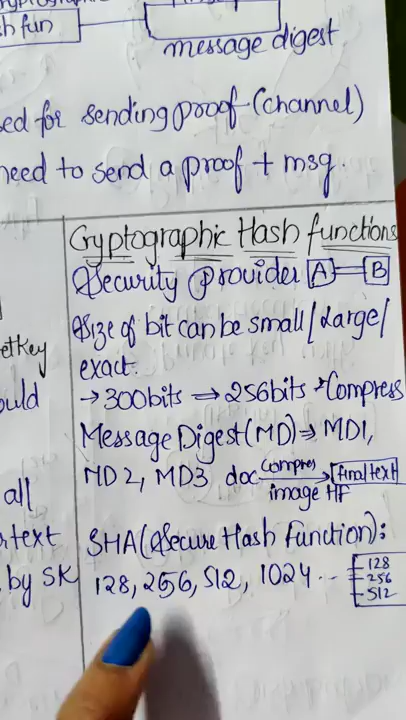 h fun
message digest
ed for sending proof (channel)
need to send a proof + msg.
Cryptographic Hash functions
Security Provider A B
Size of bit can be small/Large/
etkey
exact.
ould
→ 300bits ⇒ 256bits Compress
Message Digest(MD) ⇒ MD1,
MD2, MD3 doc compres → final text
image HF
all
text
SHA (Secure Hash Function):
by SK
128, 256, 512, 1024 --
128
256
512